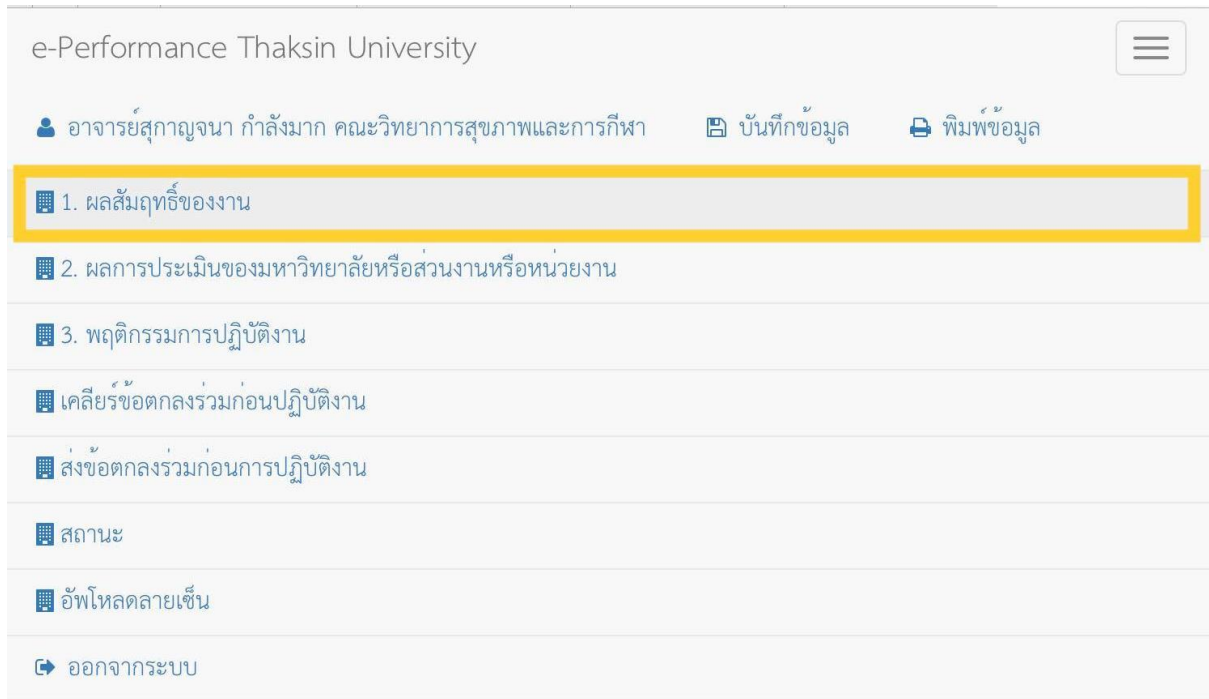 e-Performance Thaksin University
อาจารย์สุกาญจนา กำลังมาก คณะวิทยาการสุขภาพและการกีฬา บันทึกข้อมูล พิมพ์ข้อมูล
1. ผลสัมฤทธิ์ของงาน
2. ผลการประเมินของมหาวิทยาลัยหรือส่วนงานหรือหน่วยงาน
3. พฤติกรรมการปฏิบัติงาน
เคลียร์ข้อตกลงร่วมก่อนปฏิบัติงาน
ส่งข้อตกลงร่วมก่อนการปฏิบัติงาน
สถานะ
อัพโหลดลายเซ็น
ออกจากระบบ